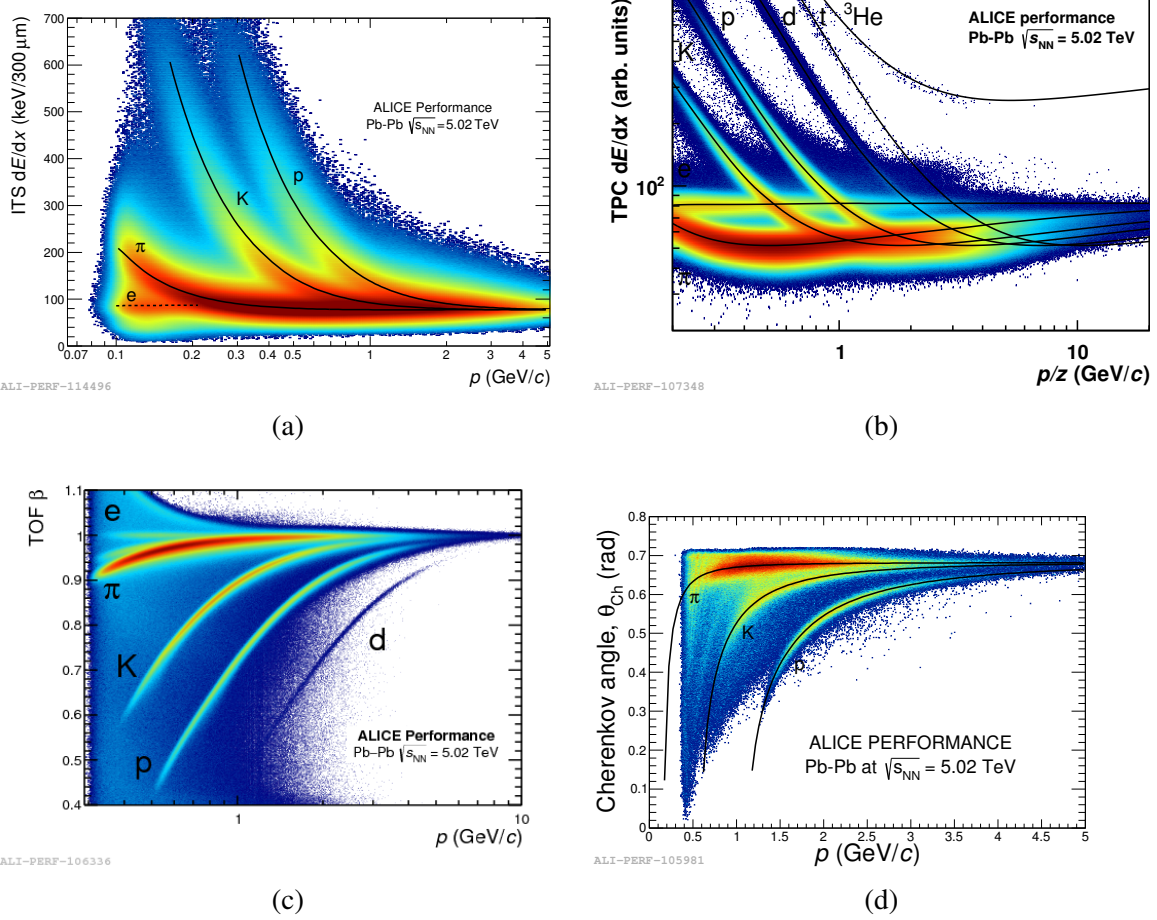 ITS dE/dx (keV/300 μm)
700
600
500
400
300
200
100
0
0.07 0.1 0.2 0.3 0.4 0.5 1 2 3 4 5
p (GeV/c)
ALICE Performance
Pb-Pb √sNN = 5.02 TeV
π
e
K
p
ALI-PERF-114496
(a)
TPC dE/dx (arb. units)
10²
1 10
p/z (GeV/c)
p d t ³He
K
e
π
ALICE performance
Pb-Pb √sNN = 5.02 TeV
ALI-PERF-107348
(b)
TOF β
1.1
1
0.9
0.8
0.7
0.6
0.5
0.4
1 10
p (GeV/c)
e
π
K
p
d
ALICE Performance
Pb–Pb √sNN = 5.02 TeV
ALI-PERF-106336
(c)
Cherenkov angle, θCh (rad)
0.8
0.7
0.6
0.5
0.4
0.3
0.2
0.1
0
0 0.5 1 1.5 2 2.5 3 3.5 4 4.5 5
p (GeV/c)
π
K
p
ALICE PERFORMANCE
Pb-Pb at √sNN = 5.02 TeV
ALI-PERF-105981
(d)